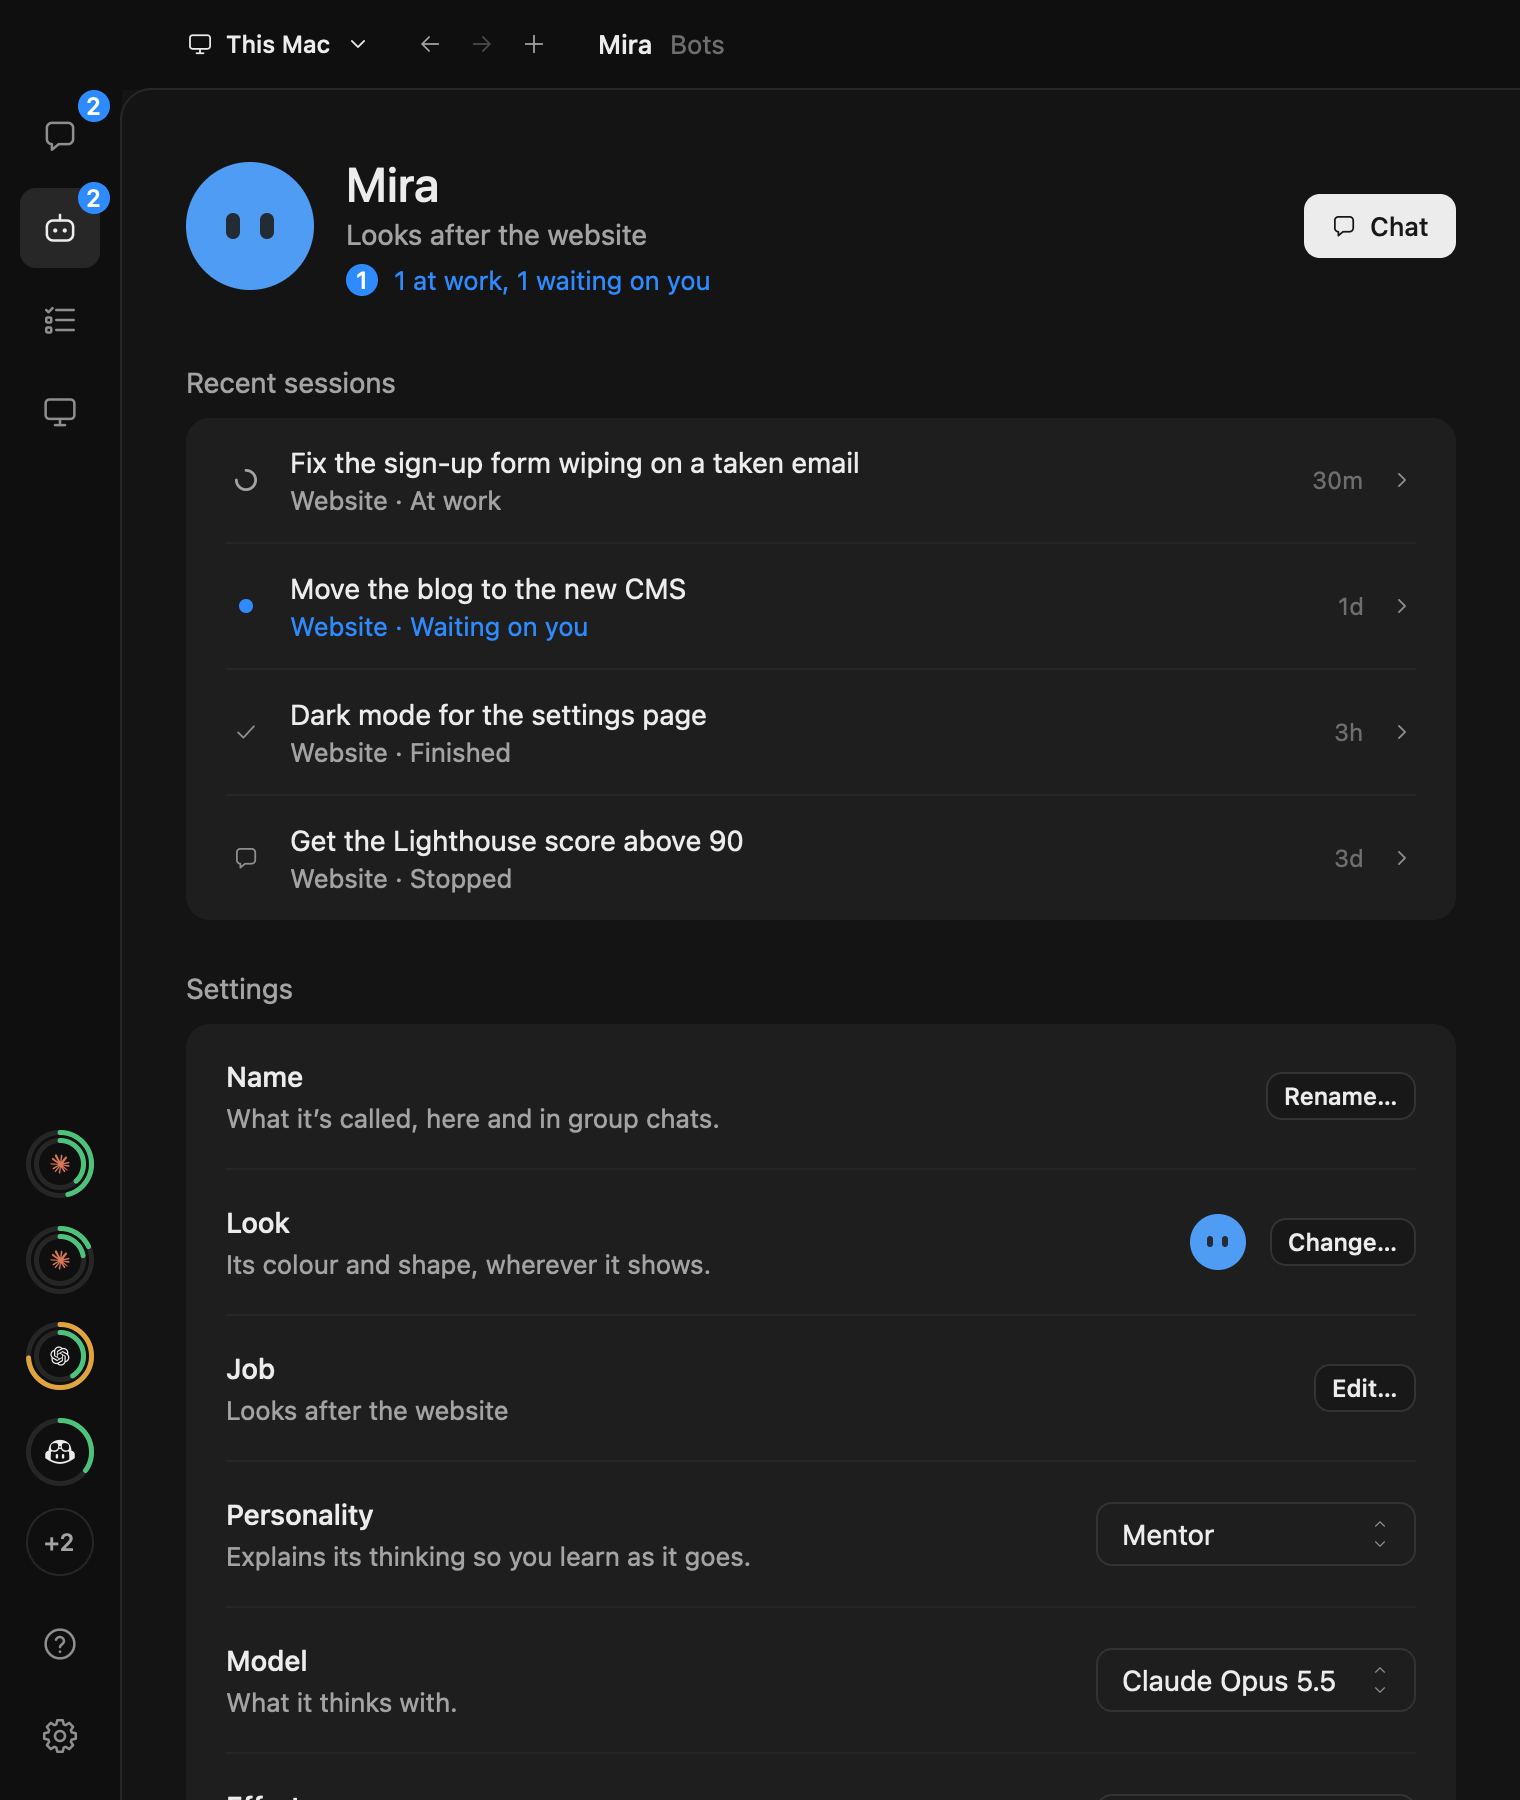 This Mac
Mira Bots
2
2
Mira
Looks after the website
1 1 at work, 1 waiting on you
Chat
Recent sessions
Fix the sign-up form wiping on a taken email
Website · At work
30m
Move the blog to the new CMS
Website · Waiting on you
1d
Dark mode for the settings page
Website · Finished
3h
Get the Lighthouse score above 90
Website · Stopped
3d
Settings
Name
What it’s called, here and in group chats.
Rename...
Look
Its colour and shape, wherever it shows.
Change...
Job
Looks after the website
Edit...
Personality
Explains its thinking so you learn as it goes.
Mentor
Model
What it thinks with.
Claude Opus 5.5
+2